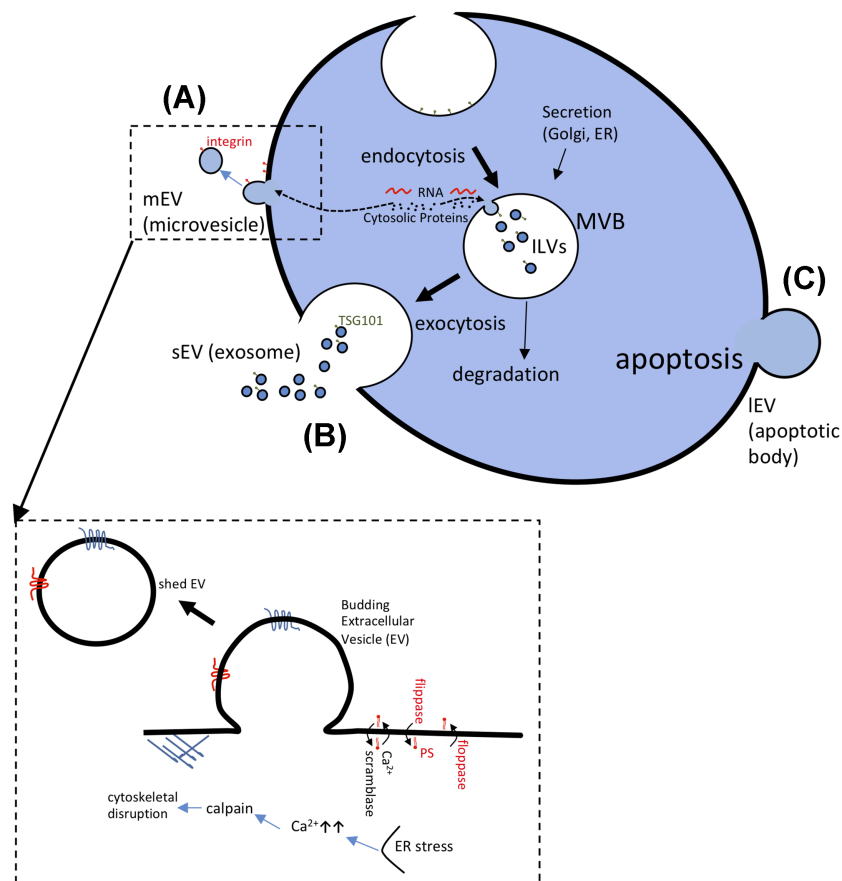 (A)
integrin
mEV
(microvesicle)
endocytosis
Secretion
(Golgi, ER)
RNA
Cytosolic Proteins
MVB
ILVs
TSG101
exocytosis
sEV (exosome)
degradation
(B)
(C)
apoptosis
lEV
(apoptotic
body)
shed EV
Budding
Extracellular
Vesicle (EV)
flippase
PS
Ca2+
scramblase
floppase
cytoskeletal
disruption
calpain
Ca2+↑↑
ER stress